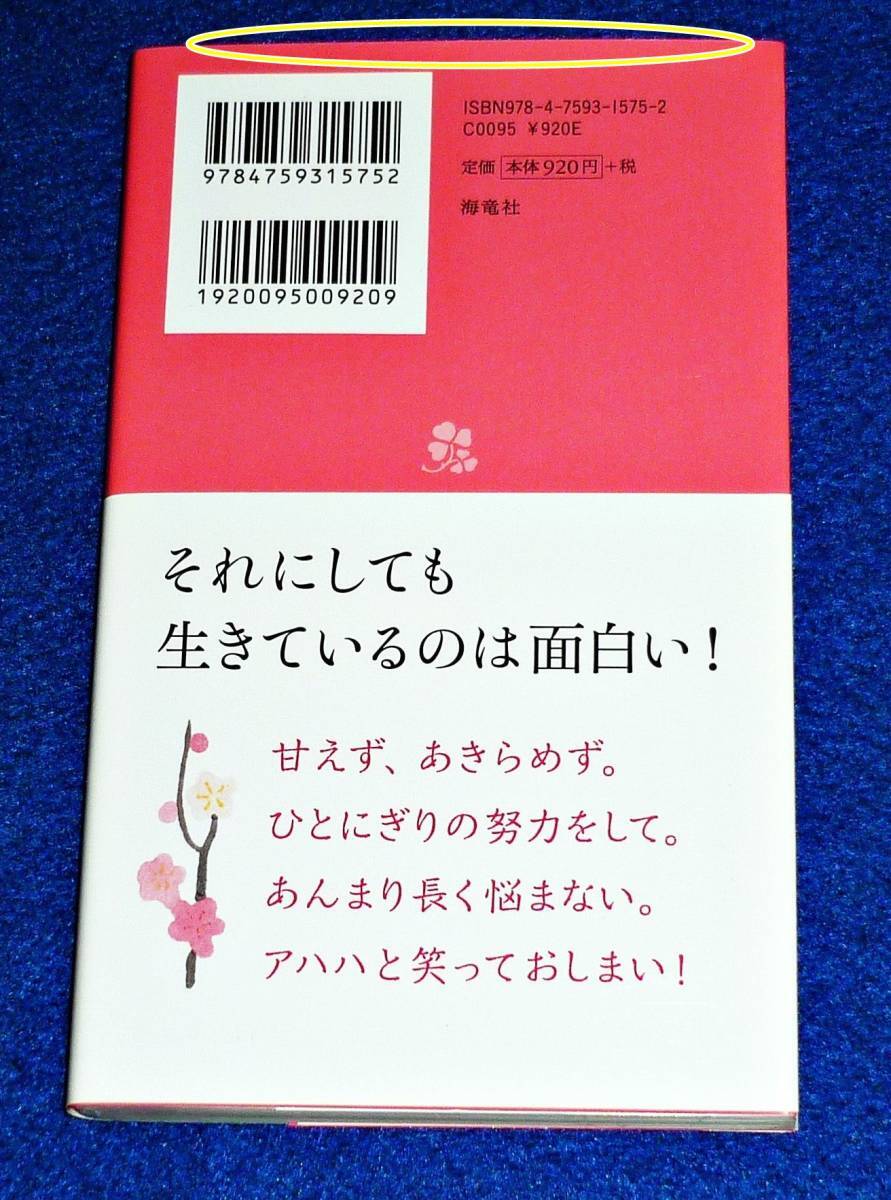 ISBN978-4-7593-1575-2
C0095 ¥920E
定価 本体920円+税
海竜社
9784759315752
1920095009209
それにしても
生きているのは面白い!
甘えず、あきらめず。
ひとにぎりの努力をして。
あんまり長く悩まない。
アハハと笑っておしまい!